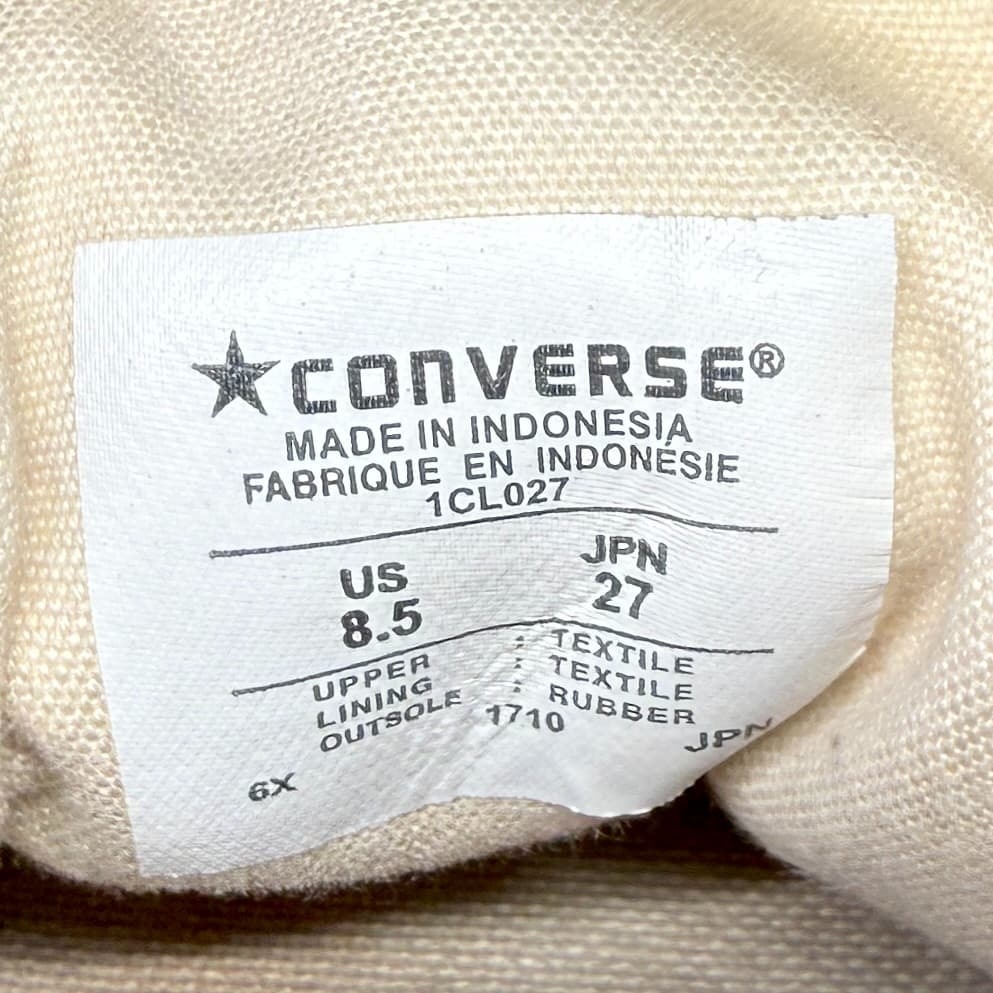 ★CONVERSE®
MADE IN INDONESIA
FABRIQUE EN INDONÉSIE
1CL027
US JPN
8.5 27
UPPER : TEXTILE
LINING : TEXTILE
OUTSOLE : RUBBER
1710
6X JPN